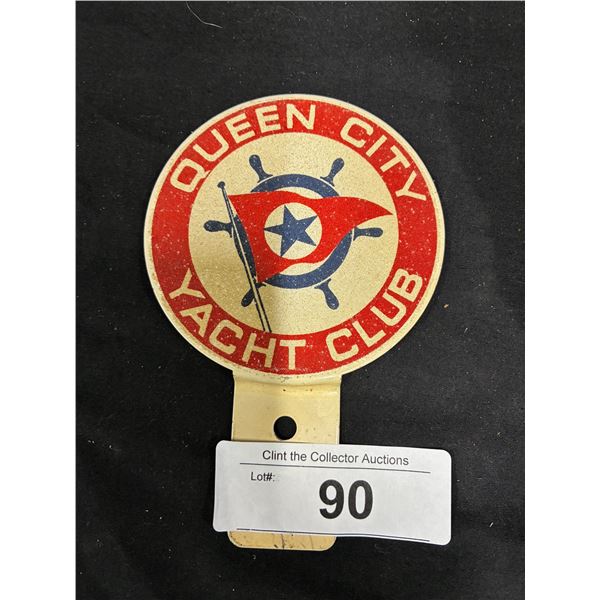 QUEEN CITY
YACHT CLUB
Clint the Collector Auctions
Lot#:
90